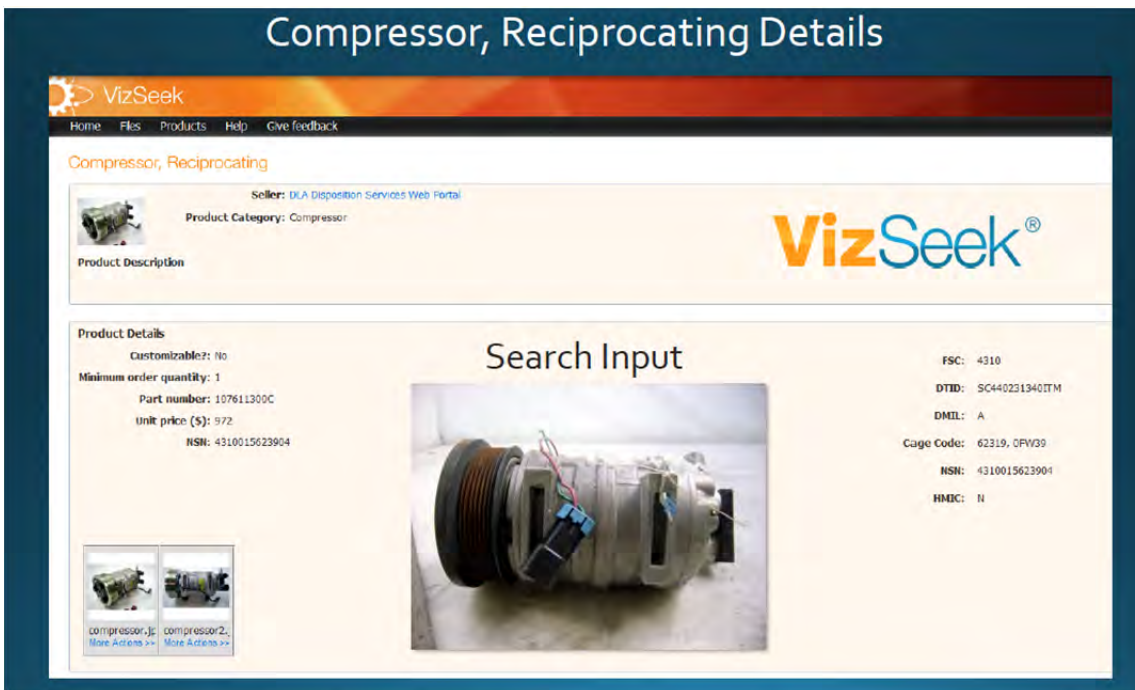 Compressor, Reciprocating Details
VizSeek
Home Files Products Help Give feedback
Compressor, Reciprocating
Seller: DLA Disposition Services Web Portal
Product Category: Compressor
Product Description
VizSeek®
Product Details
Customizable?: No
Minimum order quantity: 1
Part number: 107611300C
Unit price ($): 972
NSN: 4310015623904
Search Input
FSC: 4310
DTID: SC440231340ITM
DMIL: A
Cage Code: 62319, 0FW39
NSN: 4310015623904
HMIC: N
compressor.jp compressor2.
More Actions >> More Actions >>